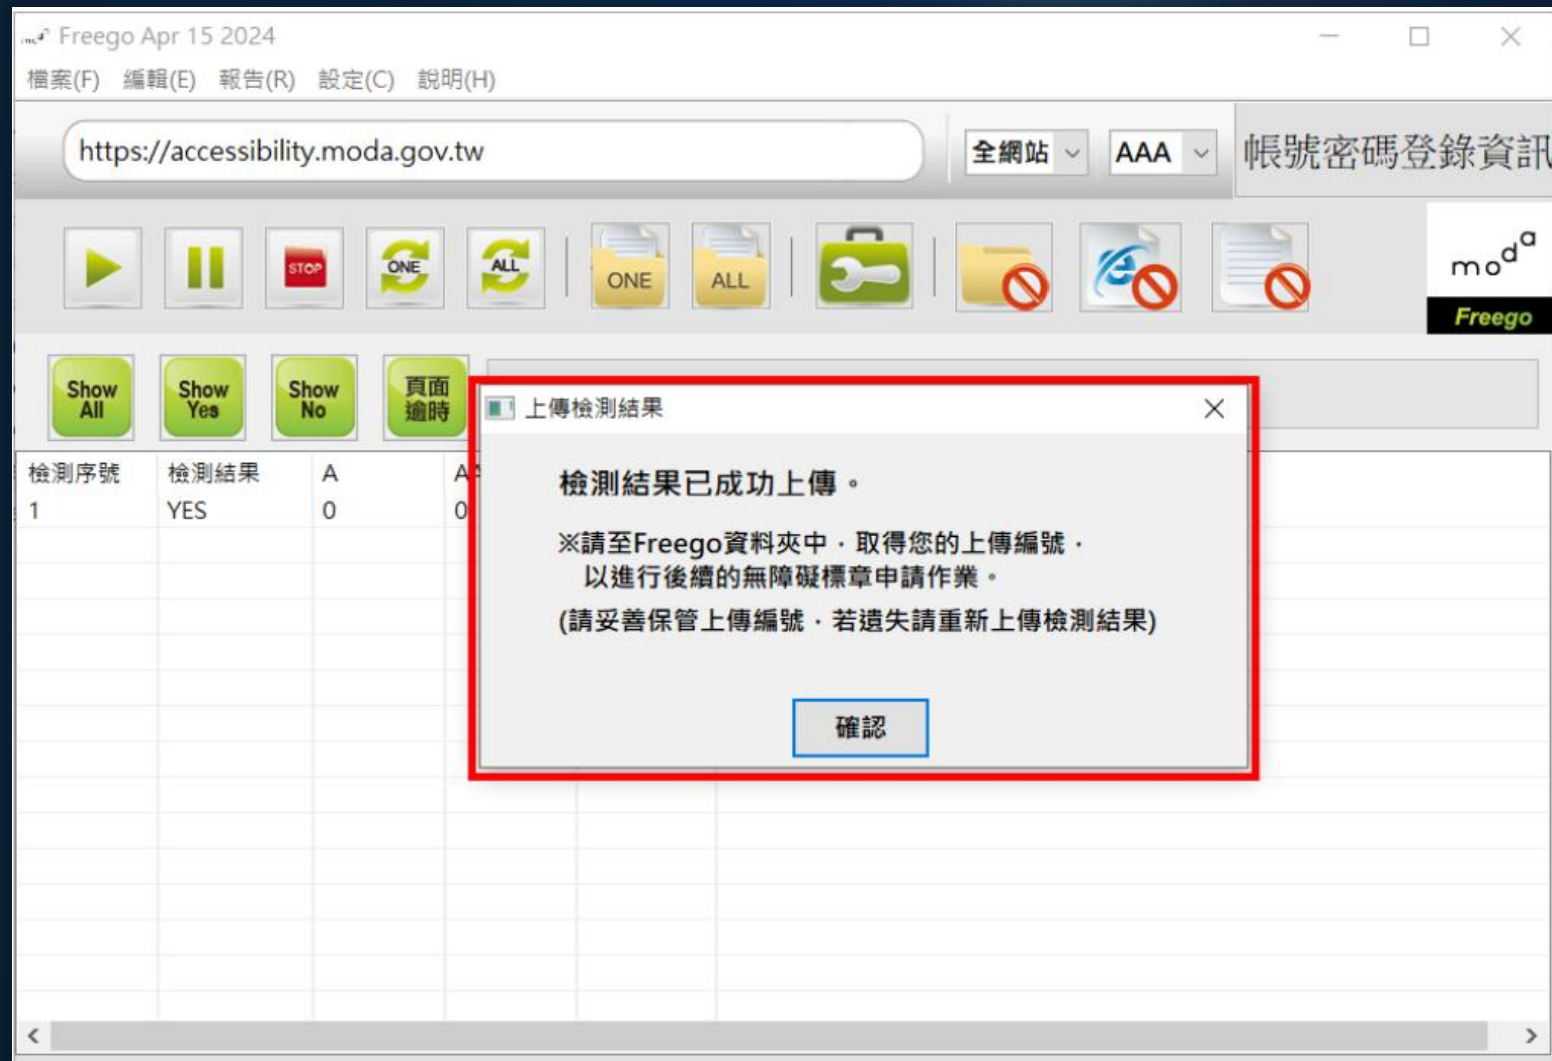 moda Freego Apr 15 2024
檔案(F) 編輯(E) 報告(R) 設定(C) 說明(H)
https://accessibility.moda.gov.tw 全網站 AAA 帳號密碼登錄資訊
STOP ONE ALL ONE ALL
moda
Freego
Show All Show Yes Show No 頁面逾時
上傳檢測結果
檢測序號 檢測結果 A AA
1 YES 0 0
檢測結果已成功上傳。
※請至Freego資料夾中，取得您的上傳編號，
以進行後續的無障礙標章申請作業。
(請妥善保管上傳編號，若遺失請重新上傳檢測結果)
確認